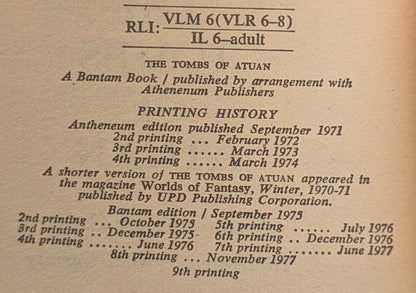 RLI: VLM 6 (VLR 6–8)
IL 6–adult
THE TOMBS OF ATUAN
A Bantam Book / published by arrangement with
Athenenum Publishers
PRINTING HISTORY
Antheneum edition published September 1971
2nd printing ... February 1972
3rd printing ...... March 1973
4th printing ...... March 1974
A shorter version of THE TOMBS OF ATUAN appeared in
the magazine Worlds of Fantasy, Winter, 1970-71
published by UPD Publishing Corporation.
Bantam edition / September 1975
2nd printing ... October 1975 5th printing ...... July 1976
3rd printing .. December 1975 6th printing .. December 1976
4th printing ....... June 1976 7th printing ...... June 1977
8th printing ... November 1977
9th printing